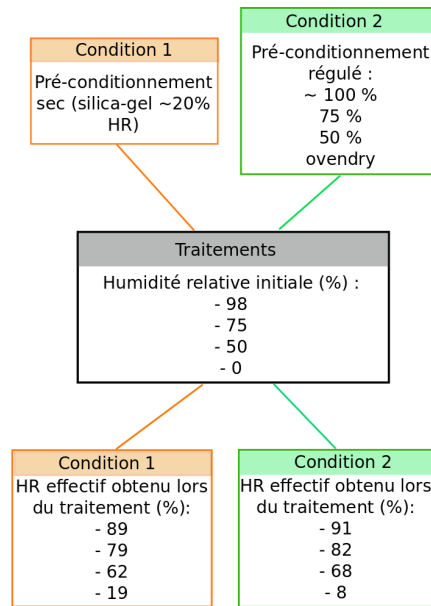 Condition 1
Pré-conditionnement
sec (silica-gel ~20%
HR)
Condition 2
Pré-conditionnement
régulé :
~ 100 %
75 %
50 %
ovendry
Traitements
Humidité relative initiale (%) :
- 98
- 75
- 50
- 0
Condition 1
HR effectif obtenu lors
du traitement (%):
- 89
- 79
- 62
- 19
Condition 2
HR effectif obtenu lors
du traitement (%):
- 91
- 82
- 68
- 8